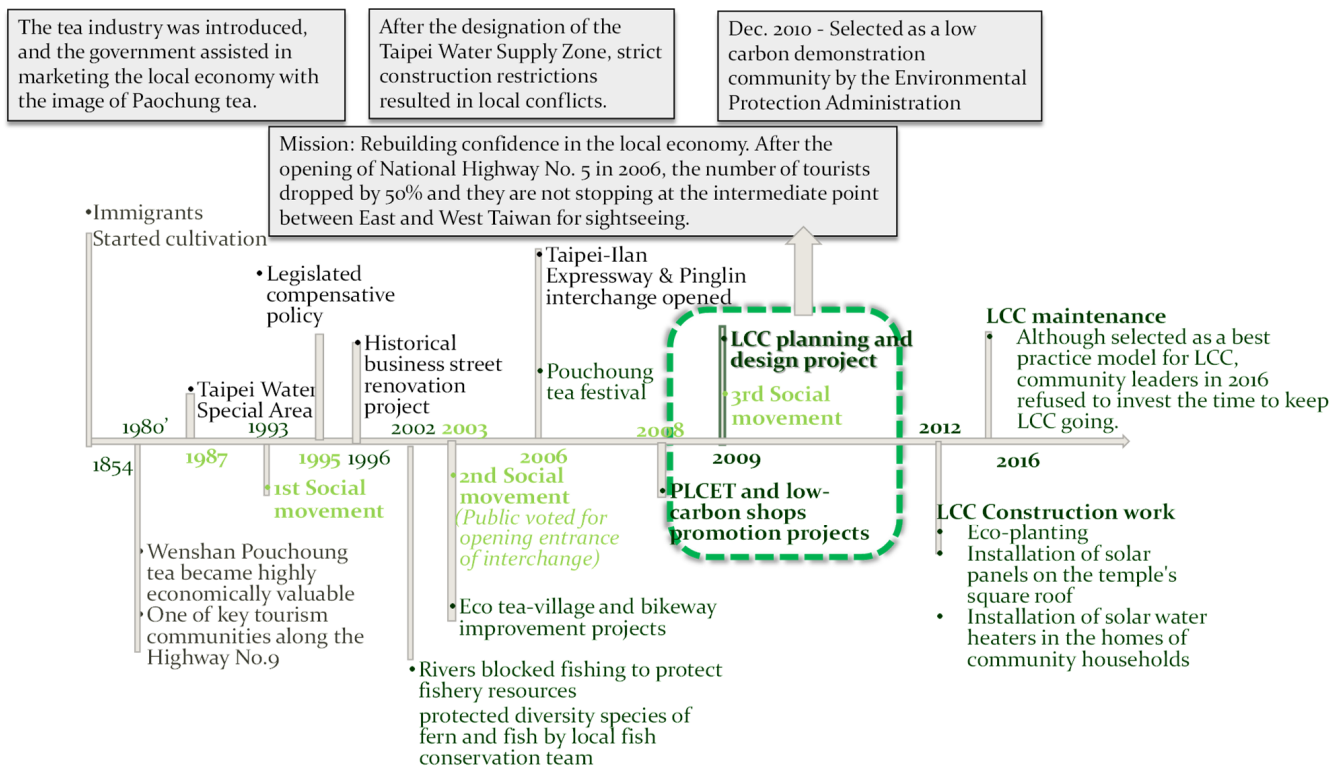 The tea industry was introduced,
and the government assisted in
marketing the local economy with
the image of Paochung tea.
After the designation of the
Taipei Water Supply Zone, strict
construction restrictions
resulted in local conflicts.
Dec. 2010 - Selected as a low
carbon demonstration
community by the Environmental
Protection Administration
Mission: Rebuilding confidence in the local economy. After the
opening of National Highway No. 5 in 2006, the number of tourists
dropped by 50% and they are not stopping at the intermediate point
between East and West Taiwan for sightseeing.
•Immigrants
Started cultivation
•Legislated
compensative
policy
•Taipei-Ilan
Expressway & Pinglin
interchange opened
•Pouchoung
tea festival
•Historical
business street
renovation
project
•Taipei Water
Special Area
•LCC planning and
design project
•3rd Social
movement
LCC maintenance
• Although selected as a best
practice model for LCC,
community leaders in 2016
refused to invest the time to keep
LCC going.
1980’
1993
2002
2003
2008
2012
1854
1987
1995
1996
2006
2009
2016
•1st Social
movement
•2nd Social
movement
(Public voted for
opening entrance
of interchange)
•PLCET and low-
carbon shops
promotion projects
LCC Construction work
• Eco-planting
• Installation of solar
panels on the temple's
square roof
• Installation of solar water
heaters in the homes of
community households
•Wenshan Pouchoung
tea became highly
economically valuable
•One of key tourism
communities along the
Highway No.9
•Eco tea-village and bikeway
improvement projects
•Rivers blocked fishing to protect
fishery resources
protected diversity species of
fern and fish by local fish
conservation team